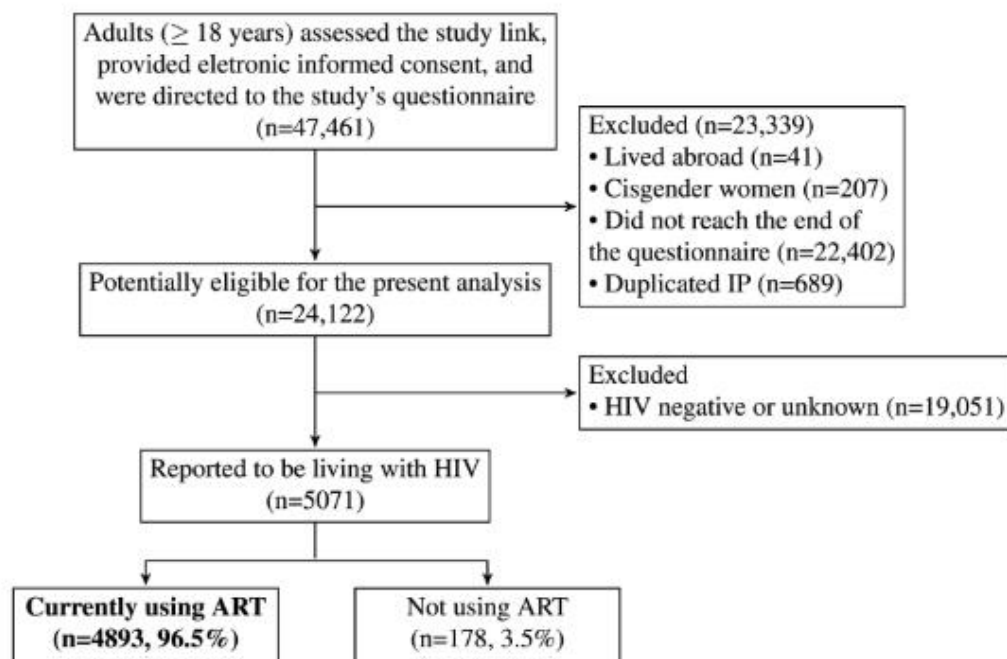 Adults (≥ 18 years) assessed the study link,
provided eletronic informed consent, and
were directed to the study's questionnaire
(n=47,461)
Excluded (n=23,339)
• Lived abroad (n=41)
• Cisgender women (n=207)
• Did not reach the end of
the questionnaire (n=22,402)
• Duplicated IP (n=689)
Potentially eligible for the present analysis
(n=24,122)
Excluded
• HIV negative or unknown (n=19,051)
Reported to be living with HIV
(n=5071)
Currently using ART
(n=4893, 96.5%)
Not using ART
(n=178, 3.5%)